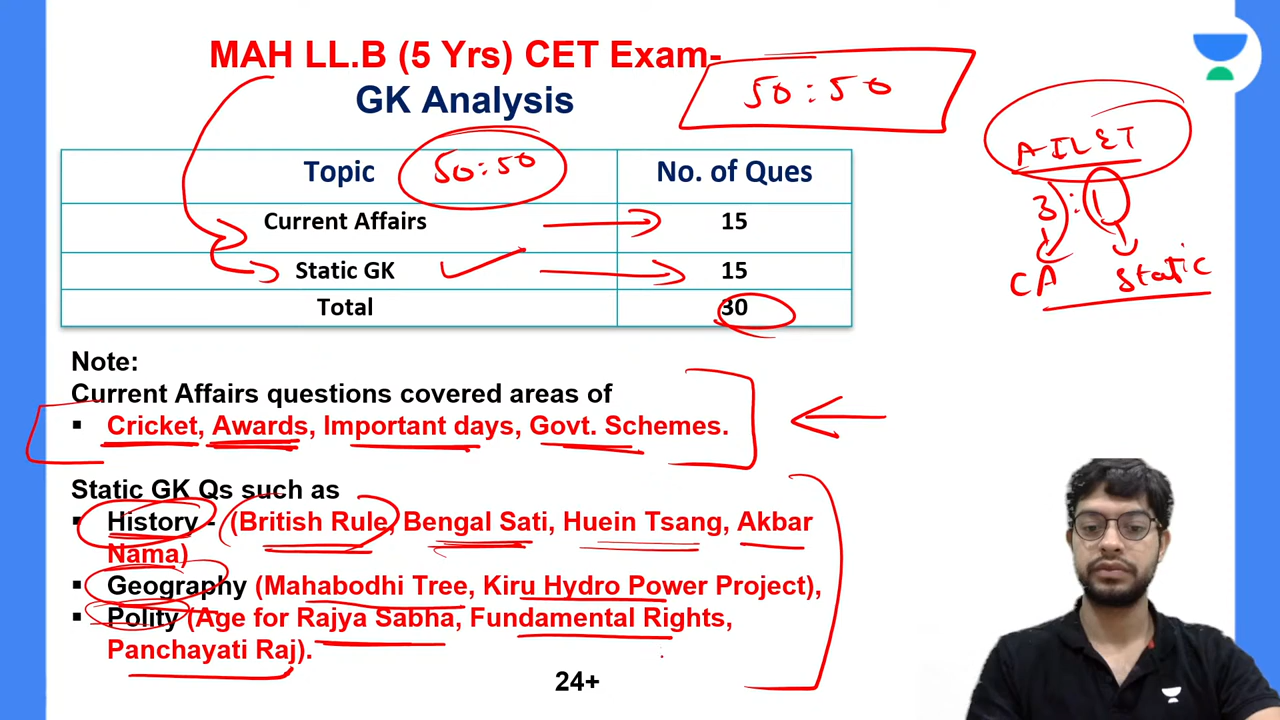 MAH LL.B (5 Yrs) CET Exam-
GK Analysis
50:50
AILET
3:1
CA Static
Topic 50:50 No. of Ques
Current Affairs 15
Static GK 15
Total 30
Note:
Current Affairs questions covered areas of
▪ Cricket, Awards, Important days, Govt. Schemes.
Static GK Qs such as
▪ History - (British Rule, Bengal Sati, Huein Tsang, Akbar
Nama)
▪ Geography (Mahabodhi Tree, Kiru Hydro Power Project),
▪ Polity (Age for Rajya Sabha, Fundamental Rights,
Panchayati Raj).
24+